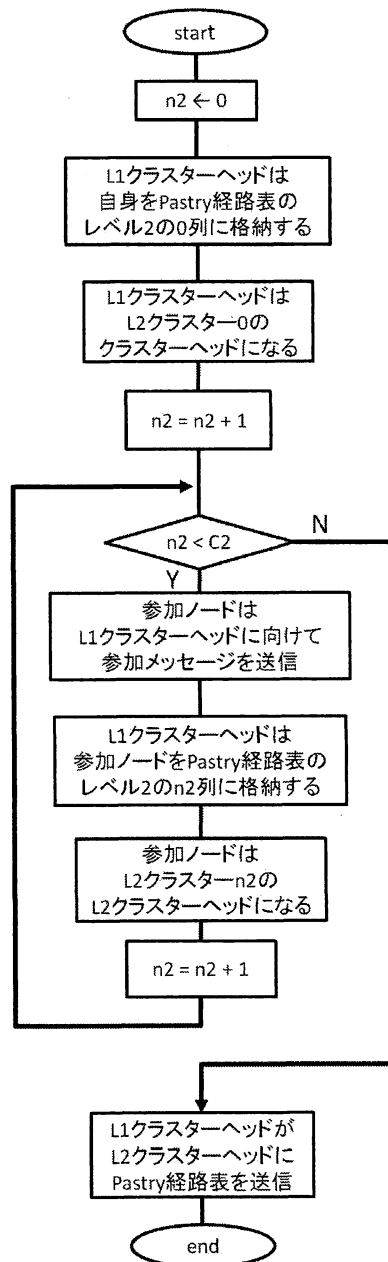 start
n2 ← 0
L1クラスターヘッドは
自身をPastry経路表の
レベル2の0列に格納する
L1クラスターヘッドは
L2クラスター0の
クラスターヘッドになる
n2 = n2 + 1
n2 < C2
N
Y
参加ノードは
L1クラスターヘッドに向けて
参加メッセージを送信
L1クラスターヘッドは
参加ノードをPastry経路表の
レベル2のn2列に格納する
参加ノードは
L2クラスターn2の
L2クラスターヘッドになる
n2 = n2 + 1
L1クラスターヘッドが
L2クラスターヘッドに
Pastry経路表を送信
end